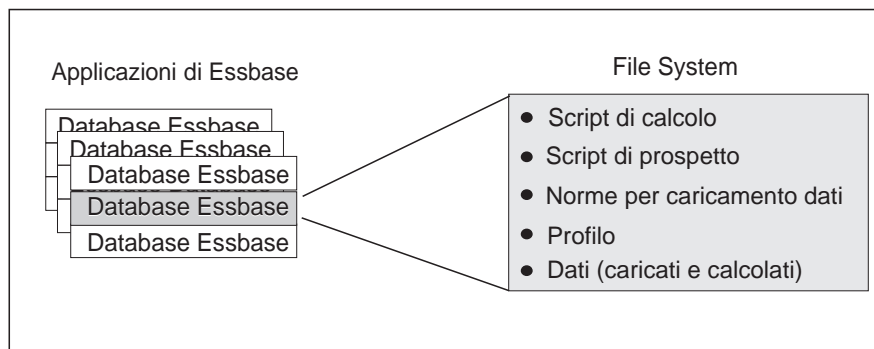 Applicazioni di Essbase
Database Essbase
Database Essbase
Database Essbase
Database Essbase
Database Essbase
File System
● Script di calcolo
● Script di prospetto
● Norme per caricamento dati
● Profilo
● Dati (caricati e calcolati)